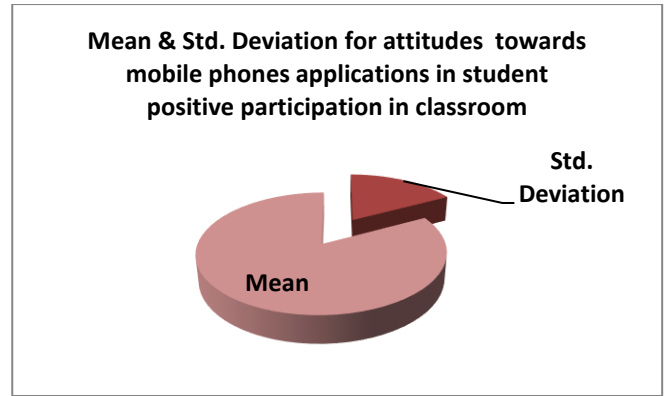 Mean & Std. Deviation for attitudes towards
mobile phones applications in student
positive participation in classroom
Std.
Deviation
Mean